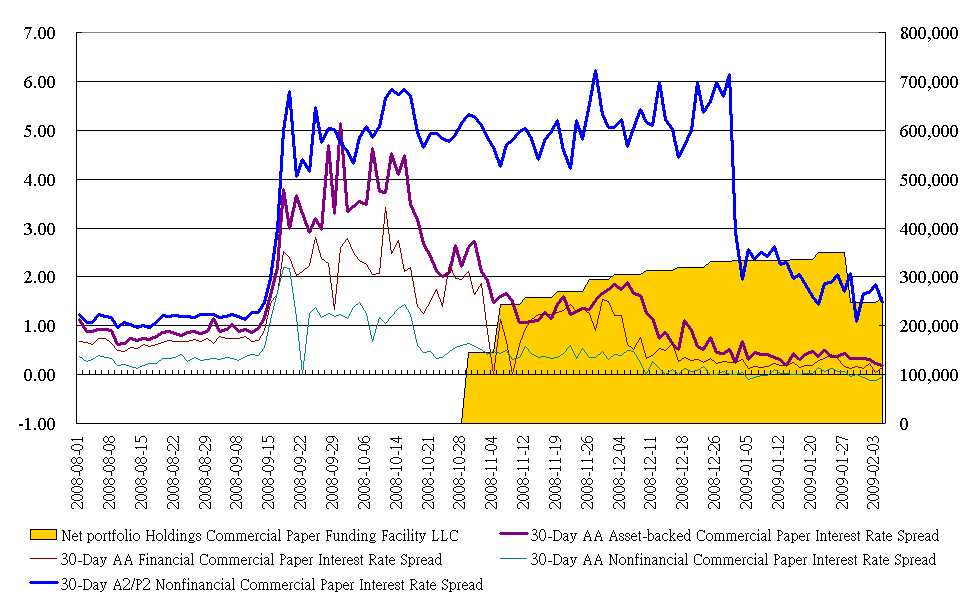 7.00 800,000
6.00 700,000
5.00 600,000
4.00 500,000
3.00 400,000
2.00 300,000
1.00 200,000
0.00 100,000
-1.00 0
2008-08-01 2008-08-08 2008-08-15 2008-08-22 2008-08-29 2008-09-08 2008-09-15 2008-09-22 2008-09-29 2008-10-06 2008-10-14 2008-10-21 2008-10-28 2008-11-04 2008-11-12 2008-11-19 2008-11-26 2008-12-04 2008-12-11 2008-12-18 2008-12-26 2009-01-05 2009-01-12 2009-01-20 2009-01-27 2009-02-03
Net portfolio Holdings Commercial Paper Funding Facility LLC 30-Day AA Asset-backed Commercial Paper Interest Rate Spread
30-Day AA Financial Commercial Paper Interest Rate Spread 30-Day AA Nonfinancial Commercial Paper Interest Rate Spread
30-Day A2/P2 Nonfinancial Commercial Paper Interest Rate Spread